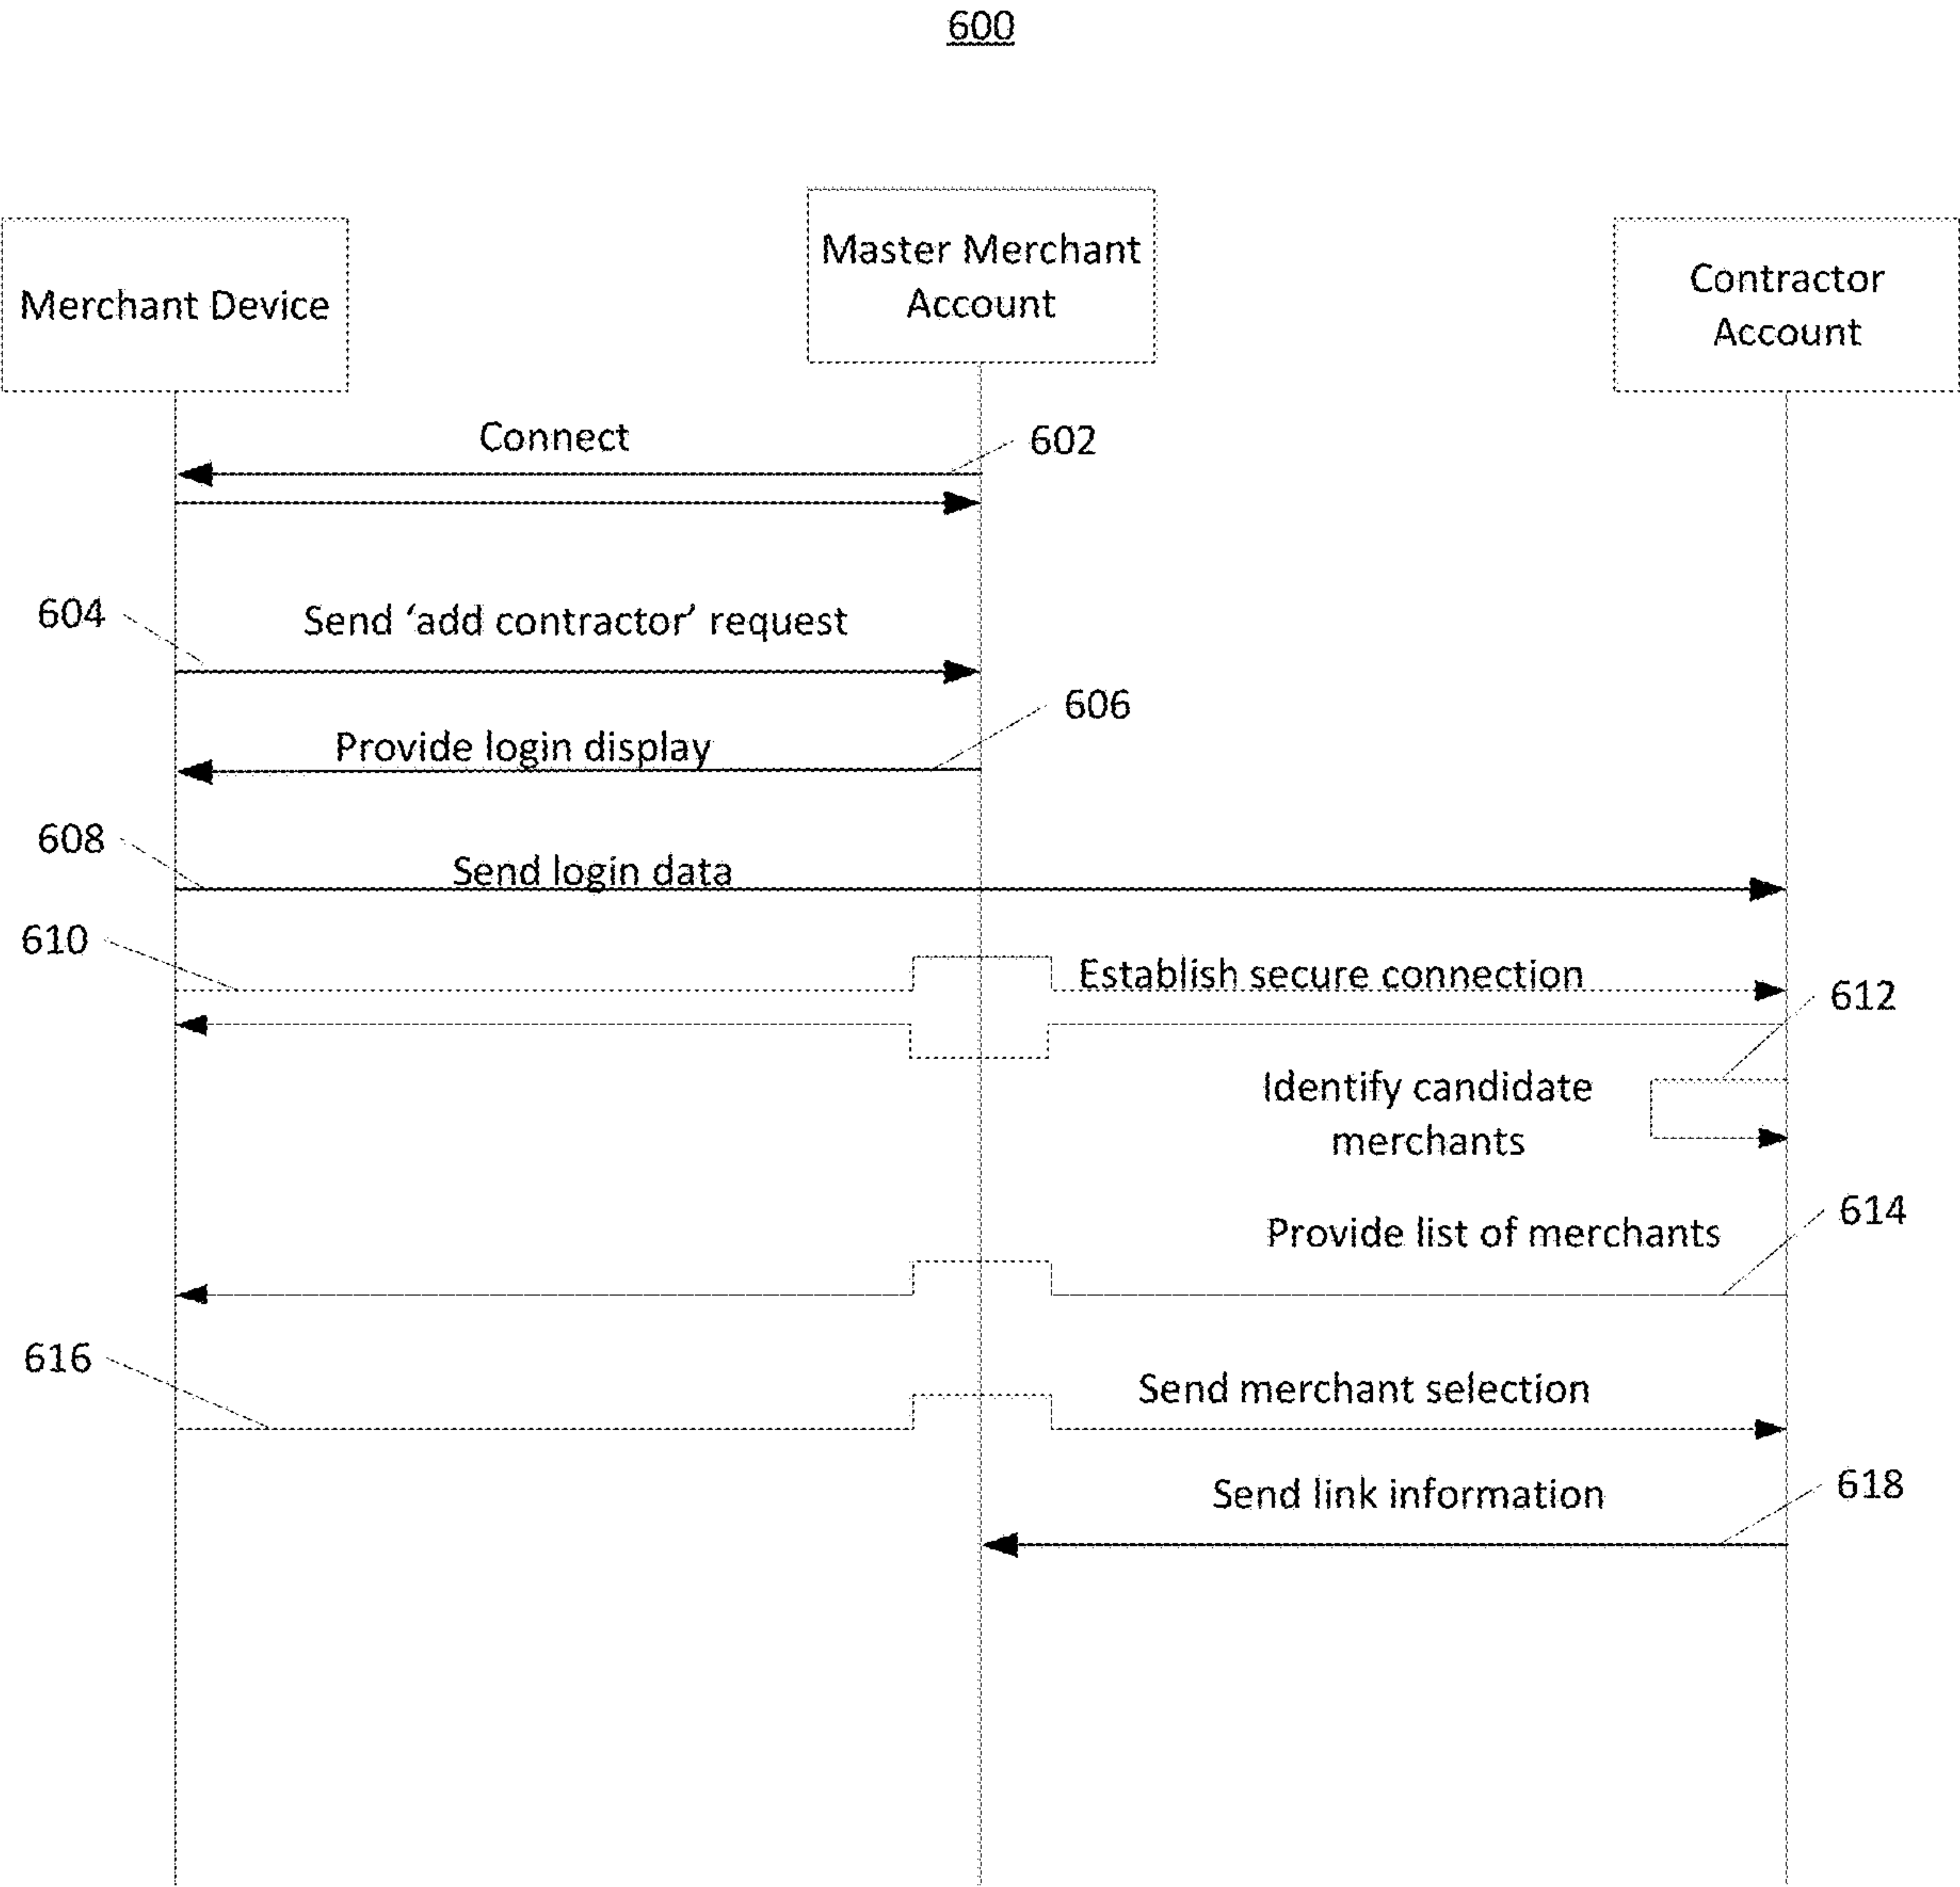 600
Merchant Device
Master Merchant
Account
Contractor
Account
Connect
602
604
Send ‘add contractor’ request
606
Provide login display
608
Send login data
610
Establish secure connection
612
Identify candidate
merchants
614
Provide list of merchants
616
Send merchant selection
618
Send link information